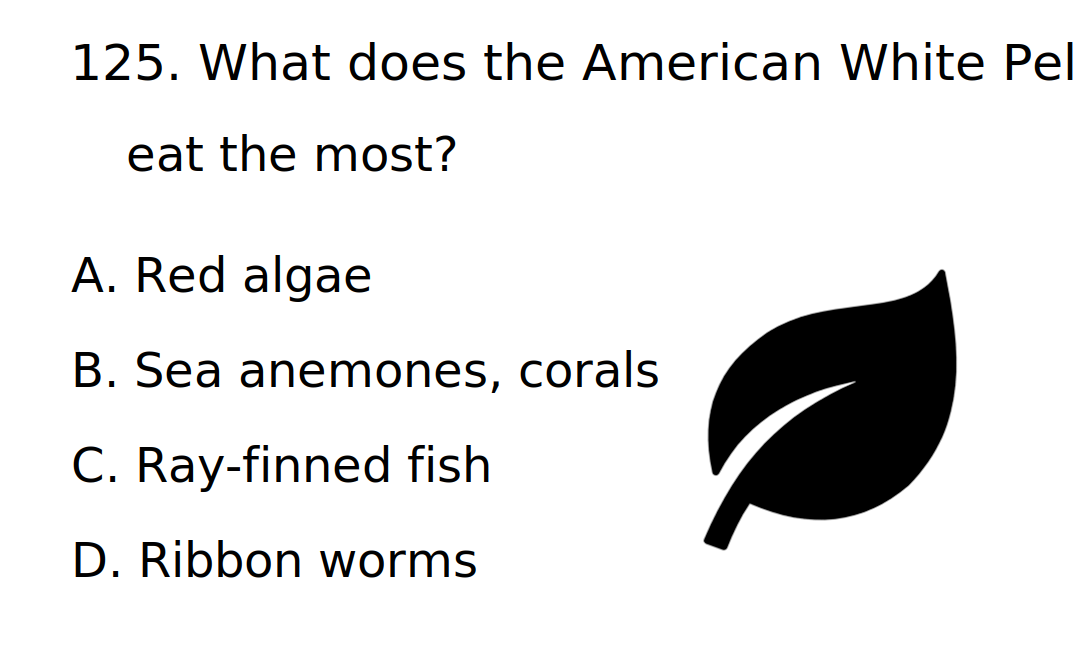 125. What does the American White Pel
eat the most?
A. Red algae
B. Sea anemones, corals
C. Ray-finned fish
D. Ribbon worms